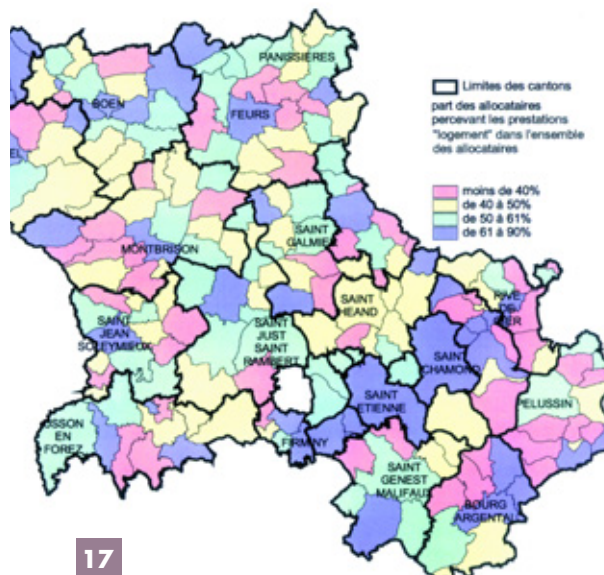 PANISSIERES
BOEN
FEURS
Limites des cantons
part des allocataires
percevant les prestations
"logement" dans l'ensemble
des allocataires
moins de 40%
de 40 à 50%
de 50 à 61%
de 61 à 90%
EL
SAINT
GALMIER
MONTBRISON
SAINT
HEAND
RIVE
DE
GIER
SAINT
JEAN
SOLEYMIEUX
SAINT
JUST
SAINT
RAMBERT
SAINT
CHAMOND
SAINT
ETIENNE
PELUSSIN
USSON
EN
FOREZ
FIRMINY
SAINT
GENEST
MALIFAUX
BOURG
ARGENTAL
17